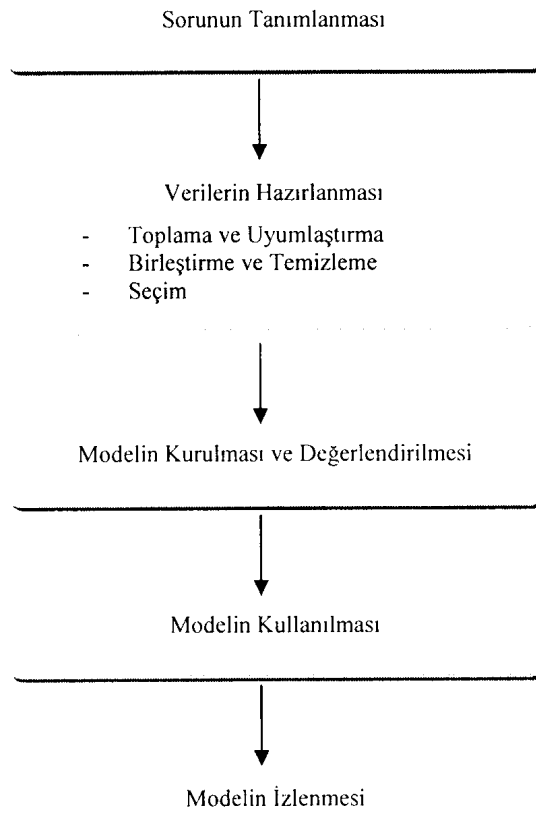 Sorunun Tanımlanması
Verilerin Hazırlanması
- Toplama ve Uyumlaştırma
- Birleştirme ve Temizleme
- Seçim
Modelin Kurulması ve Değerlendirilmesi
Modelin Kullanılması
Modelin İzlenmesi